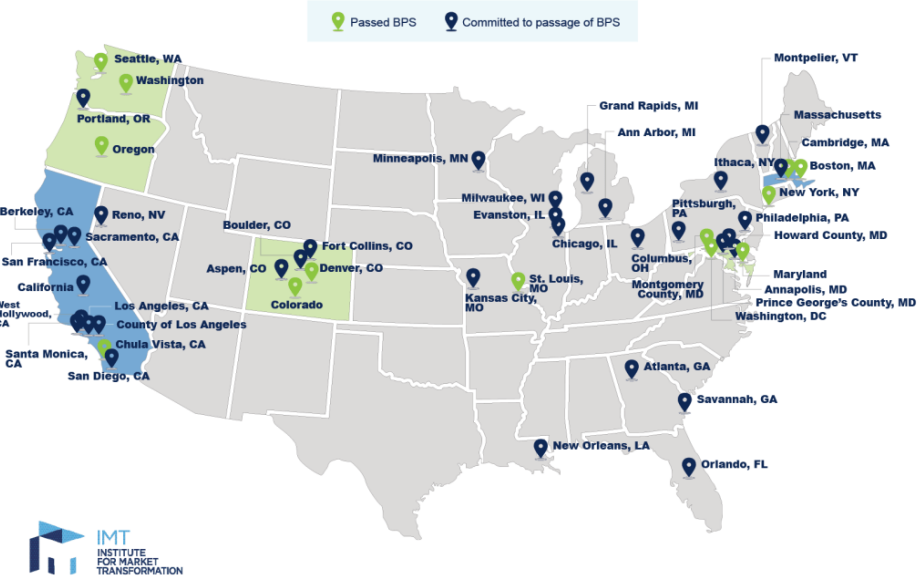 Passed BPS
Committed to passage of BPS
Seattle, WA
Washington
Portland, OR
Oregon
Berkeley, CA
Reno, NV
Sacramento, CA
San Francisco, CA
California
West
Hollywood,
CA
Los Angeles, CA
County of Los Angeles
Santa Monica,
CA
Chula Vista, CA
San Diego, CA
Boulder, CO
Fort Collins, CO
Aspen, CO
Denver, CO
Colorado
Minneapolis, MN
Milwaukee, WI
Evanston, IL
Chicago, IL
Kansas City,
MO
St. Louis,
MO
Grand Rapids, MI
Ann Arbor, MI
Columbus,
OH
Pittsburgh,
PA
Ithaca, NY
Montpelier, VT
Massachusetts
Cambridge, MA
Boston, MA
New York, NY
Philadelphia, PA
Howard County, MD
Montgomery
County, MD
Maryland
Annapolis, MD
Prince George's County, MD
Washington, DC
Atlanta, GA
Savannah, GA
New Orleans, LA
Orlando, FL
IMT
INSTITUTE
FOR MARKET
TRANSFORMATION